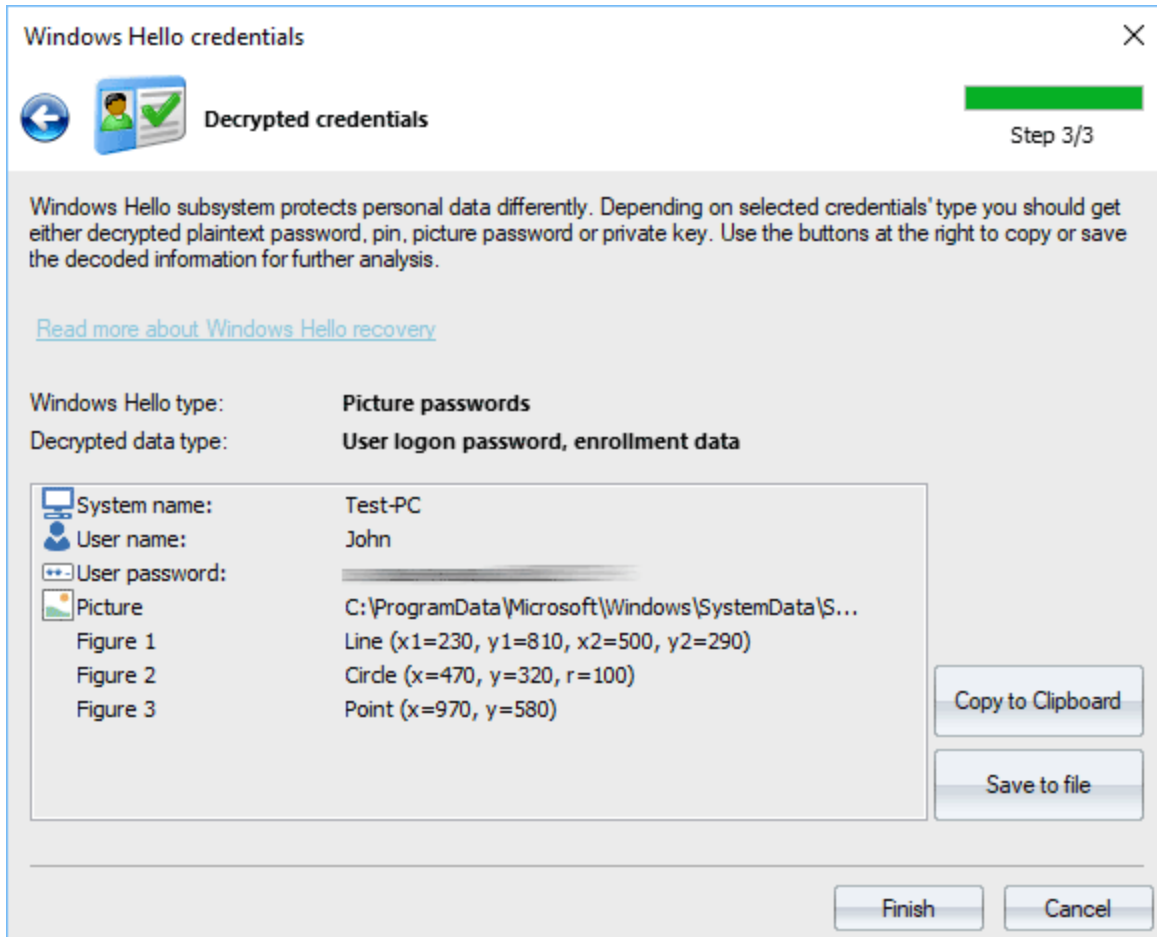 Windows Hello credentials
Decrypted credentials
Step 3/3
Windows Hello subsystem protects personal data differently. Depending on selected credentials' type you should get
either decrypted plaintext password, pin, picture password or private key. Use the buttons at the right to copy or save
the decoded information for further analysis.
Read more about Windows Hello recovery
Windows Hello type: Picture passwords
Decrypted data type: User logon password, enrollment data
System name: Test-PC
User name: John
User password:
Picture C:\ProgramData\Microsoft\Windows\SystemData\S...
Figure 1 Line (x1=230, y1=810, x2=500, y2=290)
Figure 2 Circle (x=470, y=320, r=100)
Figure 3 Point (x=970, y=580)
Copy to Clipboard
Save to file
Finish Cancel